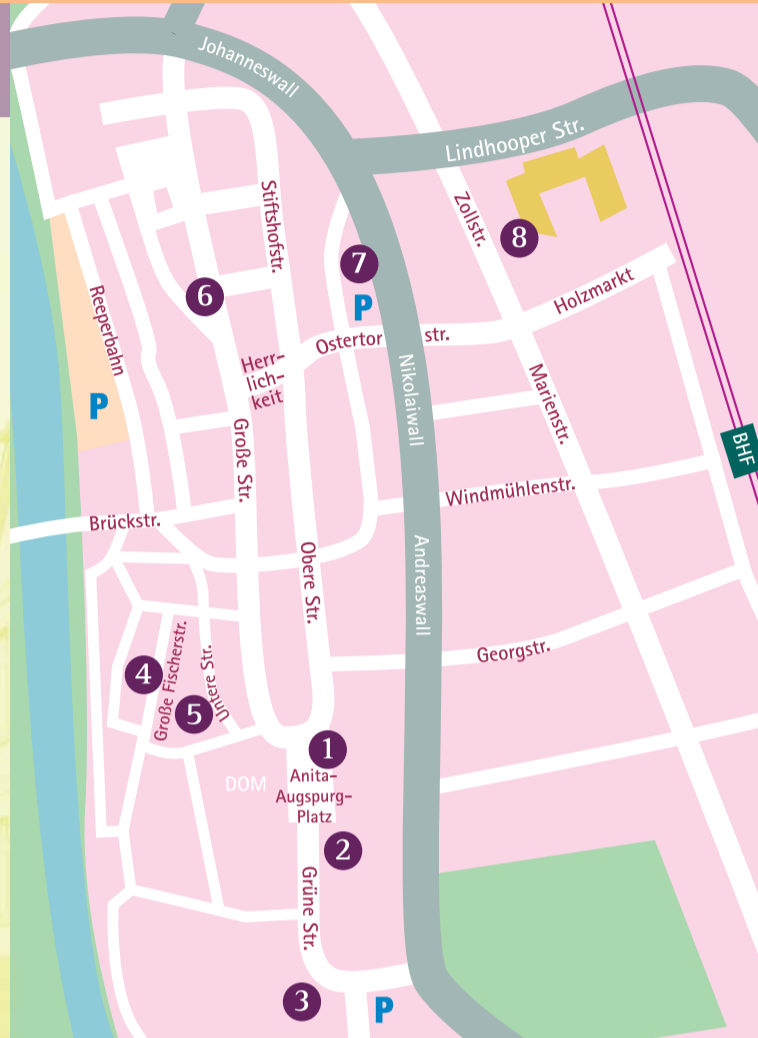 Johanneswall
Lindhooper Str.
Zollstr.
8
Stiftshofstr.
7
P
6
Holzmarkt
Reeperbahn
Ostertor str.
Herr-
lich-
keit
Nikolaiwall
Marienstr.
P
Große Str.
BHF
Windmühlenstr.
Brückstr.
Obere Str.
Andreaswall
Georgstr.
4
Große Fischerstr.
5
Untere Str.
1
DOM
Anita-
Augspurg-
Platz
2
Grüne Str.
3
P